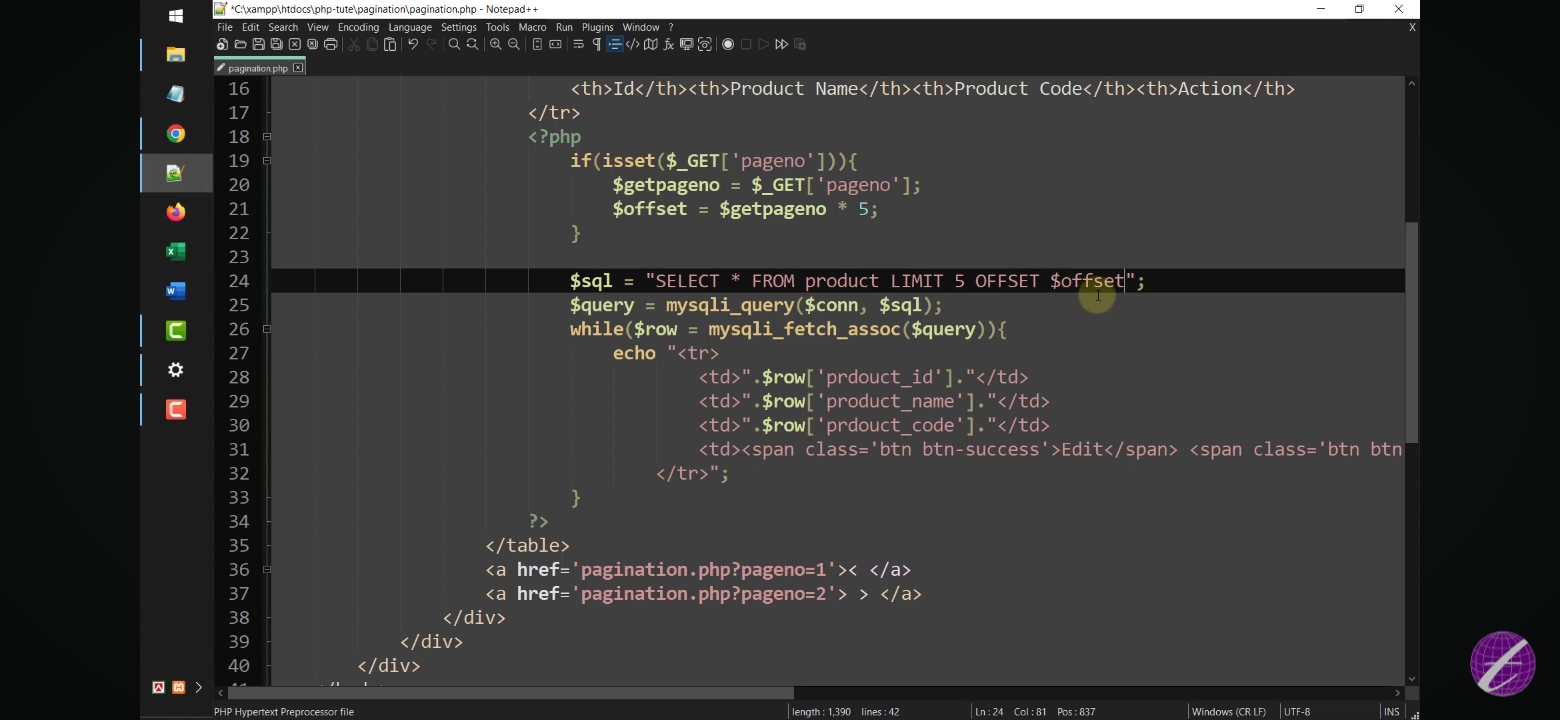 *C:\xampp\htdocs\php-tute\pagination\pagination.php - Notepad++
File Edit Search View Encoding Language Settings Tools Macro Run Plugins Window ? X
pagination.php
16 <th>Id</th><th>Product Name</th><th>Product Code</th><th>Action</th>
17 </tr>
18 <?php
19 if(isset($_GET['pageno'])){
20 $getpageno = $_GET['pageno'];
21 $offset = $getpageno * 5;
22 }
23
24 $sql = "SELECT * FROM product LIMIT 5 OFFSET $offset";
25 $query = mysqli_query($conn, $sql);
26 while($row = mysqli_fetch_assoc($query)){
27 echo "<tr>
28 <td>".$row['prdouct_id']."</td>
29 <td>".$row['product_name']."</td>
30 <td>".$row['prdouct_code']."</td>
31 <td><span class='btn btn-success'>Edit</span> <span class='btn btn
32 </tr>";
33 }
34 ?>
35 </table>
36 <a href='pagination.php?pageno=1'>< </a>
37 <a href='pagination.php?pageno=2'> > </a>
38 </div>
39 </div>
40 </div>
PHP Hypertext Preprocessor file length : 1,390 lines : 42 Ln : 24 Col : 81 Pos : 837 Windows (CR LF) UTF-8 INS